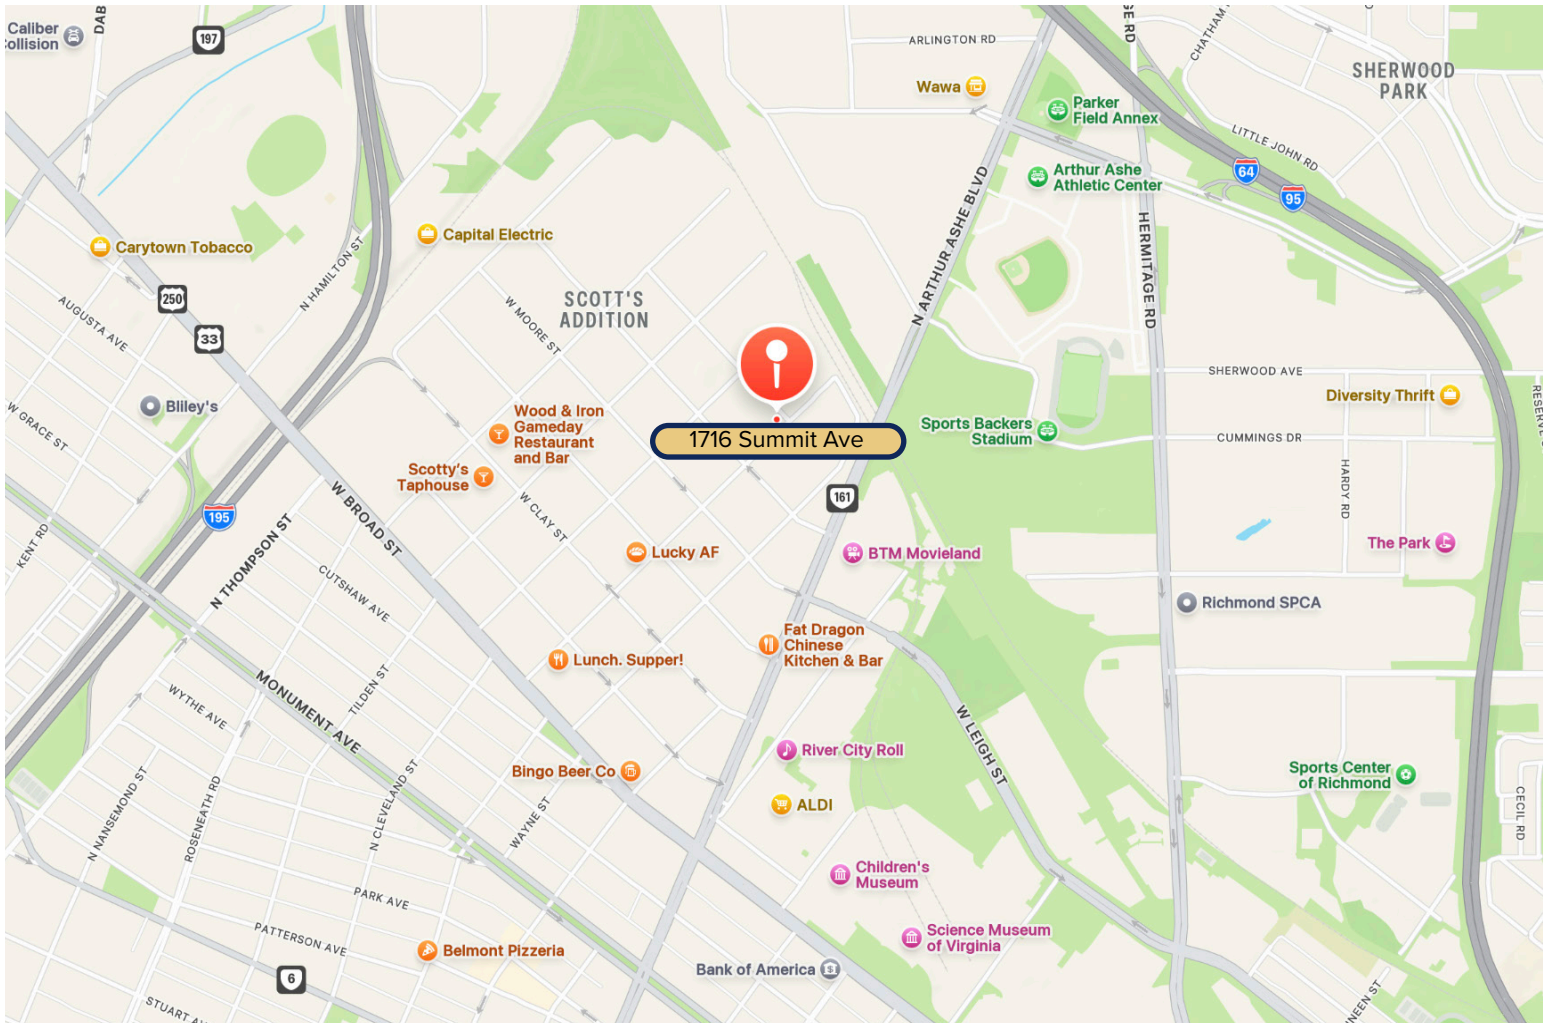 Caliber
Collision
DAB
197
ARLINGTON RD
Wawa
Parker
Field Annex
CHATHAM
SHERWOOD
PARK
LITTLE JOHN RD
64
95
Arthur Ashe
Athletic Center
N ARTHUR ASHE BLVD
HERMITAGE RD
Carytown Tobacco
Capital Electric
N HAMILTON ST
250
33
AUGUSTA AVE
SCOTT'S
ADDITION
W MOORE ST
SHERWOOD AVE
Diversity Thrift
RESERVE
Bliley's
W GRACE ST
Wood & Iron
Gameday
Restaurant
and Bar
Scotty's
Taphouse
1716 Summit Ave
Sports Backers
Stadium
CUMMINGS DR
HARDY RD
161
195
W BROAD ST
W CLAY ST
KENT RD
N THOMPSON ST
Lucky AF
BTM Movieland
The Park
CUTSHAW AVE
Richmond SPCA
Fat Dragon
Chinese
Kitchen & Bar
Lunch. Supper!
MONUMENT AVE
TILDEN ST
WYTHE AVE
W LEIGH ST
River City Roll
Bingo Beer Co
ALDI
Sports Center
of Richmond
CECIL RD
N NANSEMOND ST
ROSENEATH RD
N CLEVELAND ST
WAYNE ST
Children's
Museum
PARK AVE
PATTERSON AVE
Belmont Pizzeria
Science Museum
of Virginia
Bank of America
6
STUART